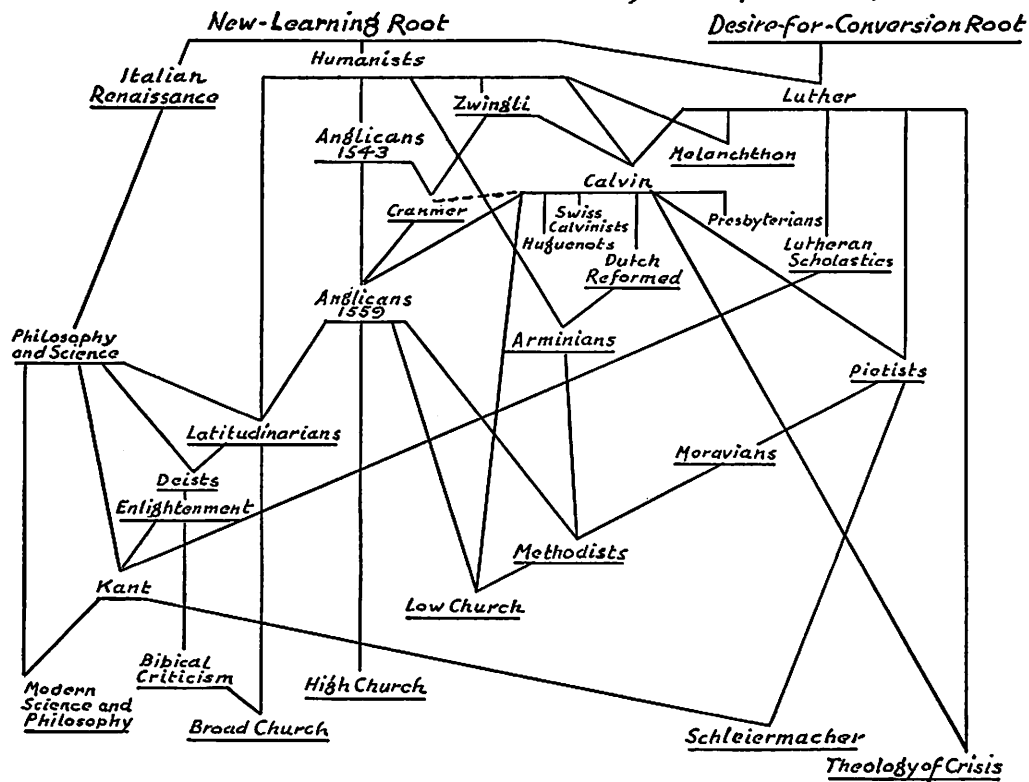 New-Learning Root
Desire-for-Conversion Root
Humanists
Italian
Renaissance
Luther
Zwingli
Anglicans
1543
Malanchthon
Calvin
Cranmer
Swiss
Calvinists
Huguenots
Presbyterians
Dutch
Reformed
Lutheran
Scholastics
Anglicans
1559
Philosophy
and Science
Arminians
Piotists
Latitudinarians
Moravians
Deists
Enlightenment
Methodists
Kant
Low Church
Bibical
Criticism
High Church
Modern
Science and
Philosophy
Broad Church
Schleiermacher
Theology of Crisis